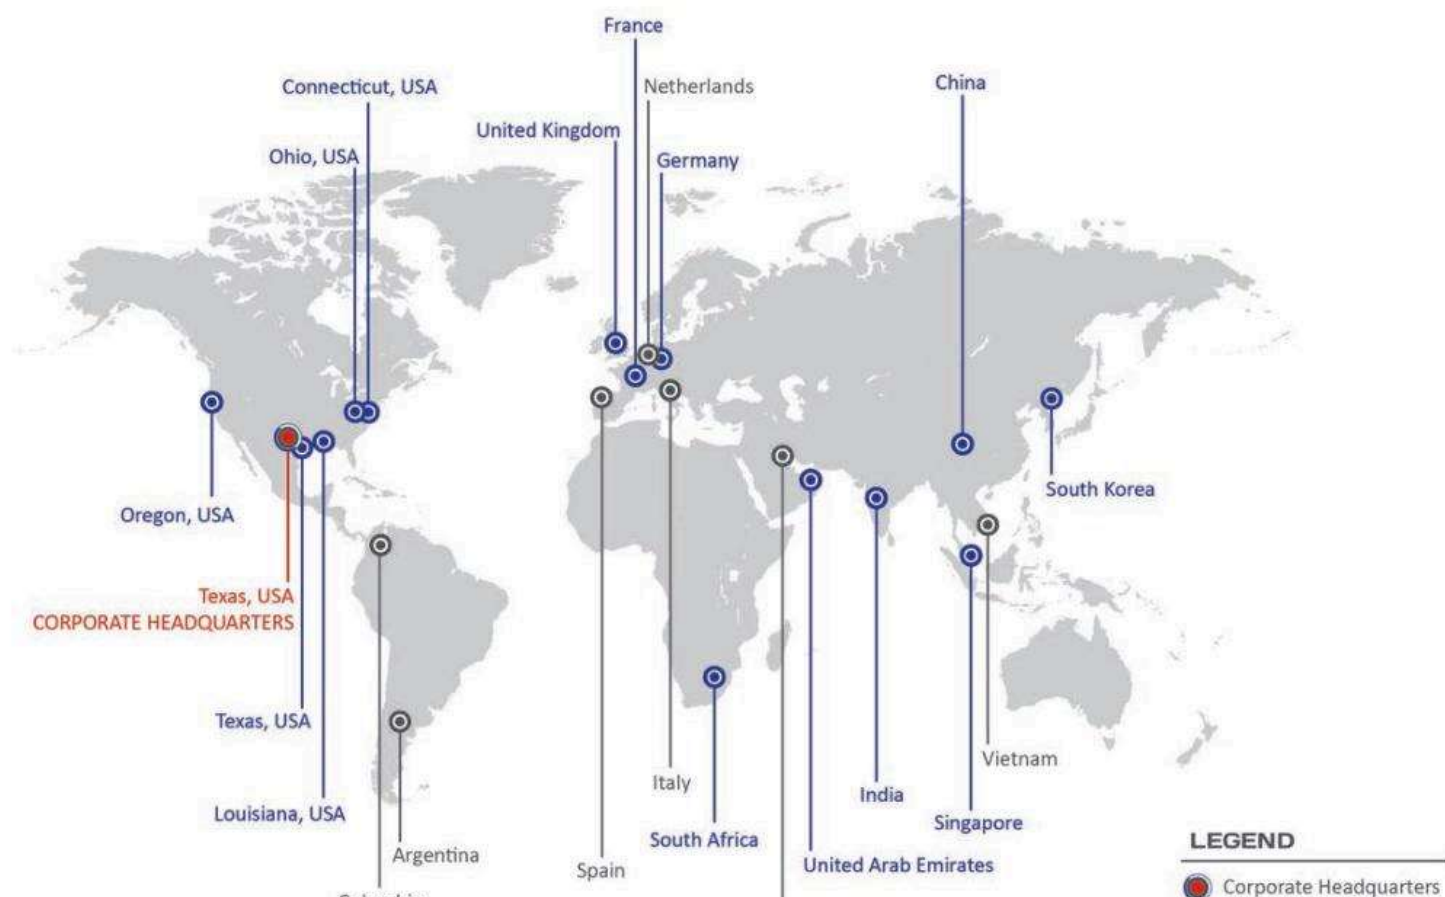 France
Connecticut, USA
Netherlands
China
United Kingdom
Ohio, USA
Germany
South Korea
Oregon, USA
Texas, USA
CORPORATE HEADQUARTERS
Texas, USA
Vietnam
Italy
India
Louisiana, USA
Singapore
South Africa
LEGEND
Argentina
United Arab Emirates
Spain
Corporate Headquarters